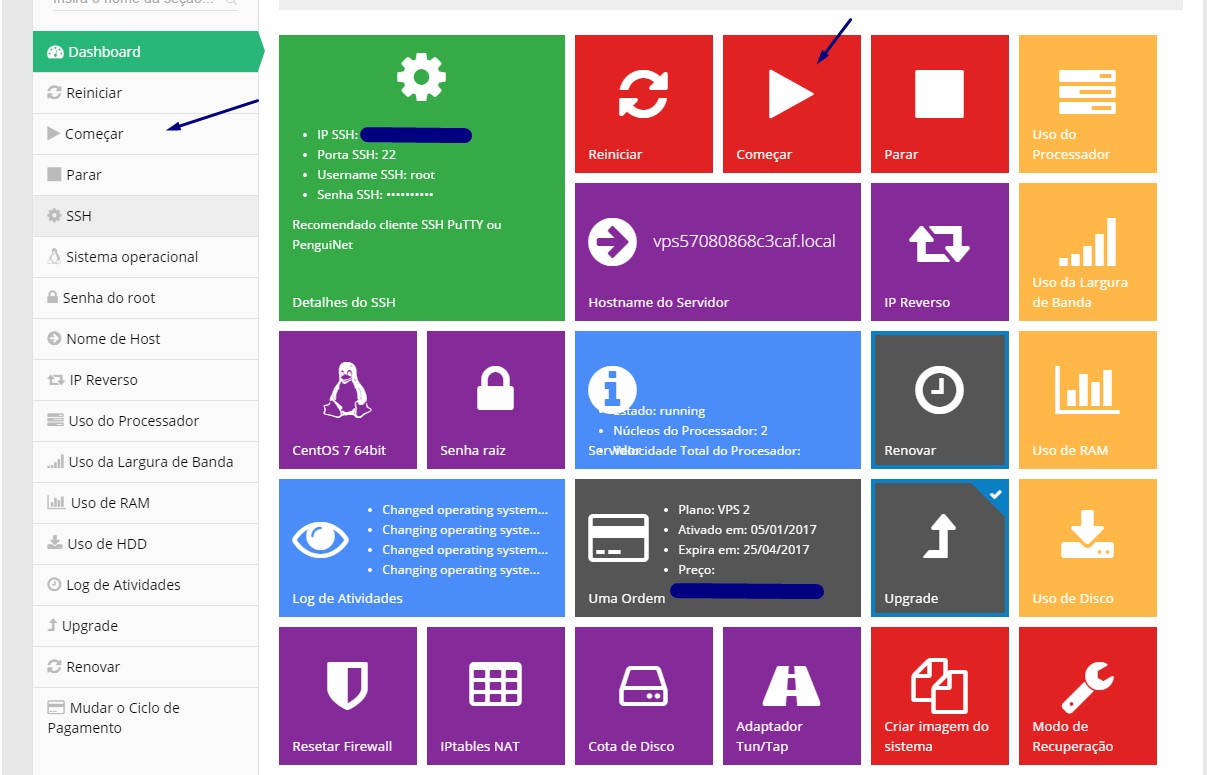 Insira o nome da seção...
Dashboard
Reiniciar
Começar
Parar
SSH
Sistema operacional
Senha do root
Nome de Host
IP Reverso
Uso do Processador
Uso da Largura de Banda
Uso de RAM
Uso de HDD
Log de Atividades
Upgrade
Renovar
Mudar o Ciclo de
Pagamento
IP SSH:
Porta SSH: 22
Username SSH: root
Senha SSH: ••••••••••
Recomendado cliente SSH PuTTY ou
PenguiNet
Detalhes do SSH
Reiniciar
Começar
Parar
Uso do
Processador
vps57080868c3caf.local
Hostname do Servidor
IP Reverso
Uso da Largura
de Banda
CentOS 7 64bit
Senha raiz
Estado: running
Núcleos do Processador: 2
Velocidade Total do Procesador:
Servidor
Renovar
Uso de RAM
Changed operating system...
Changing operating syste...
Changed operating system...
Changing operating syste...
Log de Atividades
Plano: VPS 2
Ativado em: 05/01/2017
Expira em: 25/04/2017
Preço:
Uma Ordem
Upgrade
Uso de Disco
Resetar Firewall
IPtables NAT
Cota de Disco
Adaptador
Tun/Tap
Criar imagem do
sistema
Modo de
Recuperação